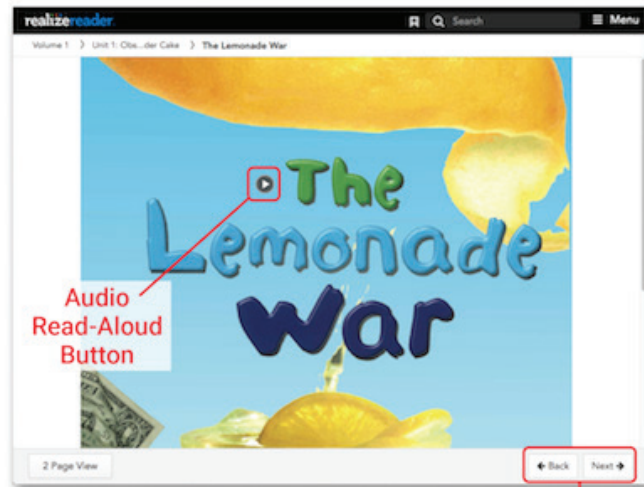 realizereader.
Search
Menu
Volume 1 > Unit 1: Obs...der Cake > The Lemonade War
The
Lemonade
War
Audio
Read-Aloud
Button
2 Page View
Back
Next